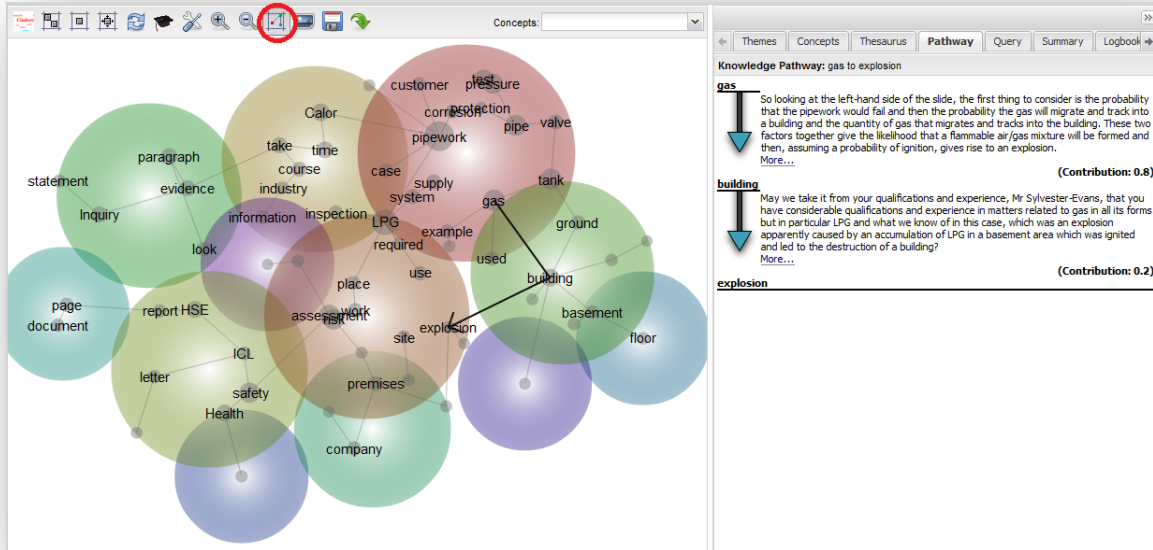 Concepts:
customer
test
pressure
Calor
corrosion
protection
pipework
pipe
valve
take
time
paragraph
course
case
statement
evidence
industry
supply
tank
system
gas
Inquiry
information
inspection
LPG
example
ground
required
look
used
use
building
place
page
report
HSE
assessment
work
risk
basement
document
explosion
site
floor
ICL
letter
safety
premises
Health
company
Themes
Concepts
Thesaurus
Pathway
Query
Summary
Logbook
Knowledge Pathway: gas to explosion
gas
So looking at the left-hand side of the slide, the first thing to consider is the probability
that the pipework would fail and then the probability the gas will migrate and track into
a building and the quantity of gas that migrates and tracks into the building. These two
factors together give the likelihood that a flammable air/gas mixture will be formed and
then, assuming a probability of ignition, gives rise to an explosion.
More...
(Contribution: 0.8)
building
May we take it from your qualifications and experience, Mr Sylvester-Evans, that you
have considerable qualifications and experience in matters related to gas in all its forms
but in particular LPG and what we know of in this case, which was an explosion
apparently caused by an accumulation of LPG in a basement area which was ignited
and led to the destruction of a building?
More...
(Contribution: 0.2)
explosion